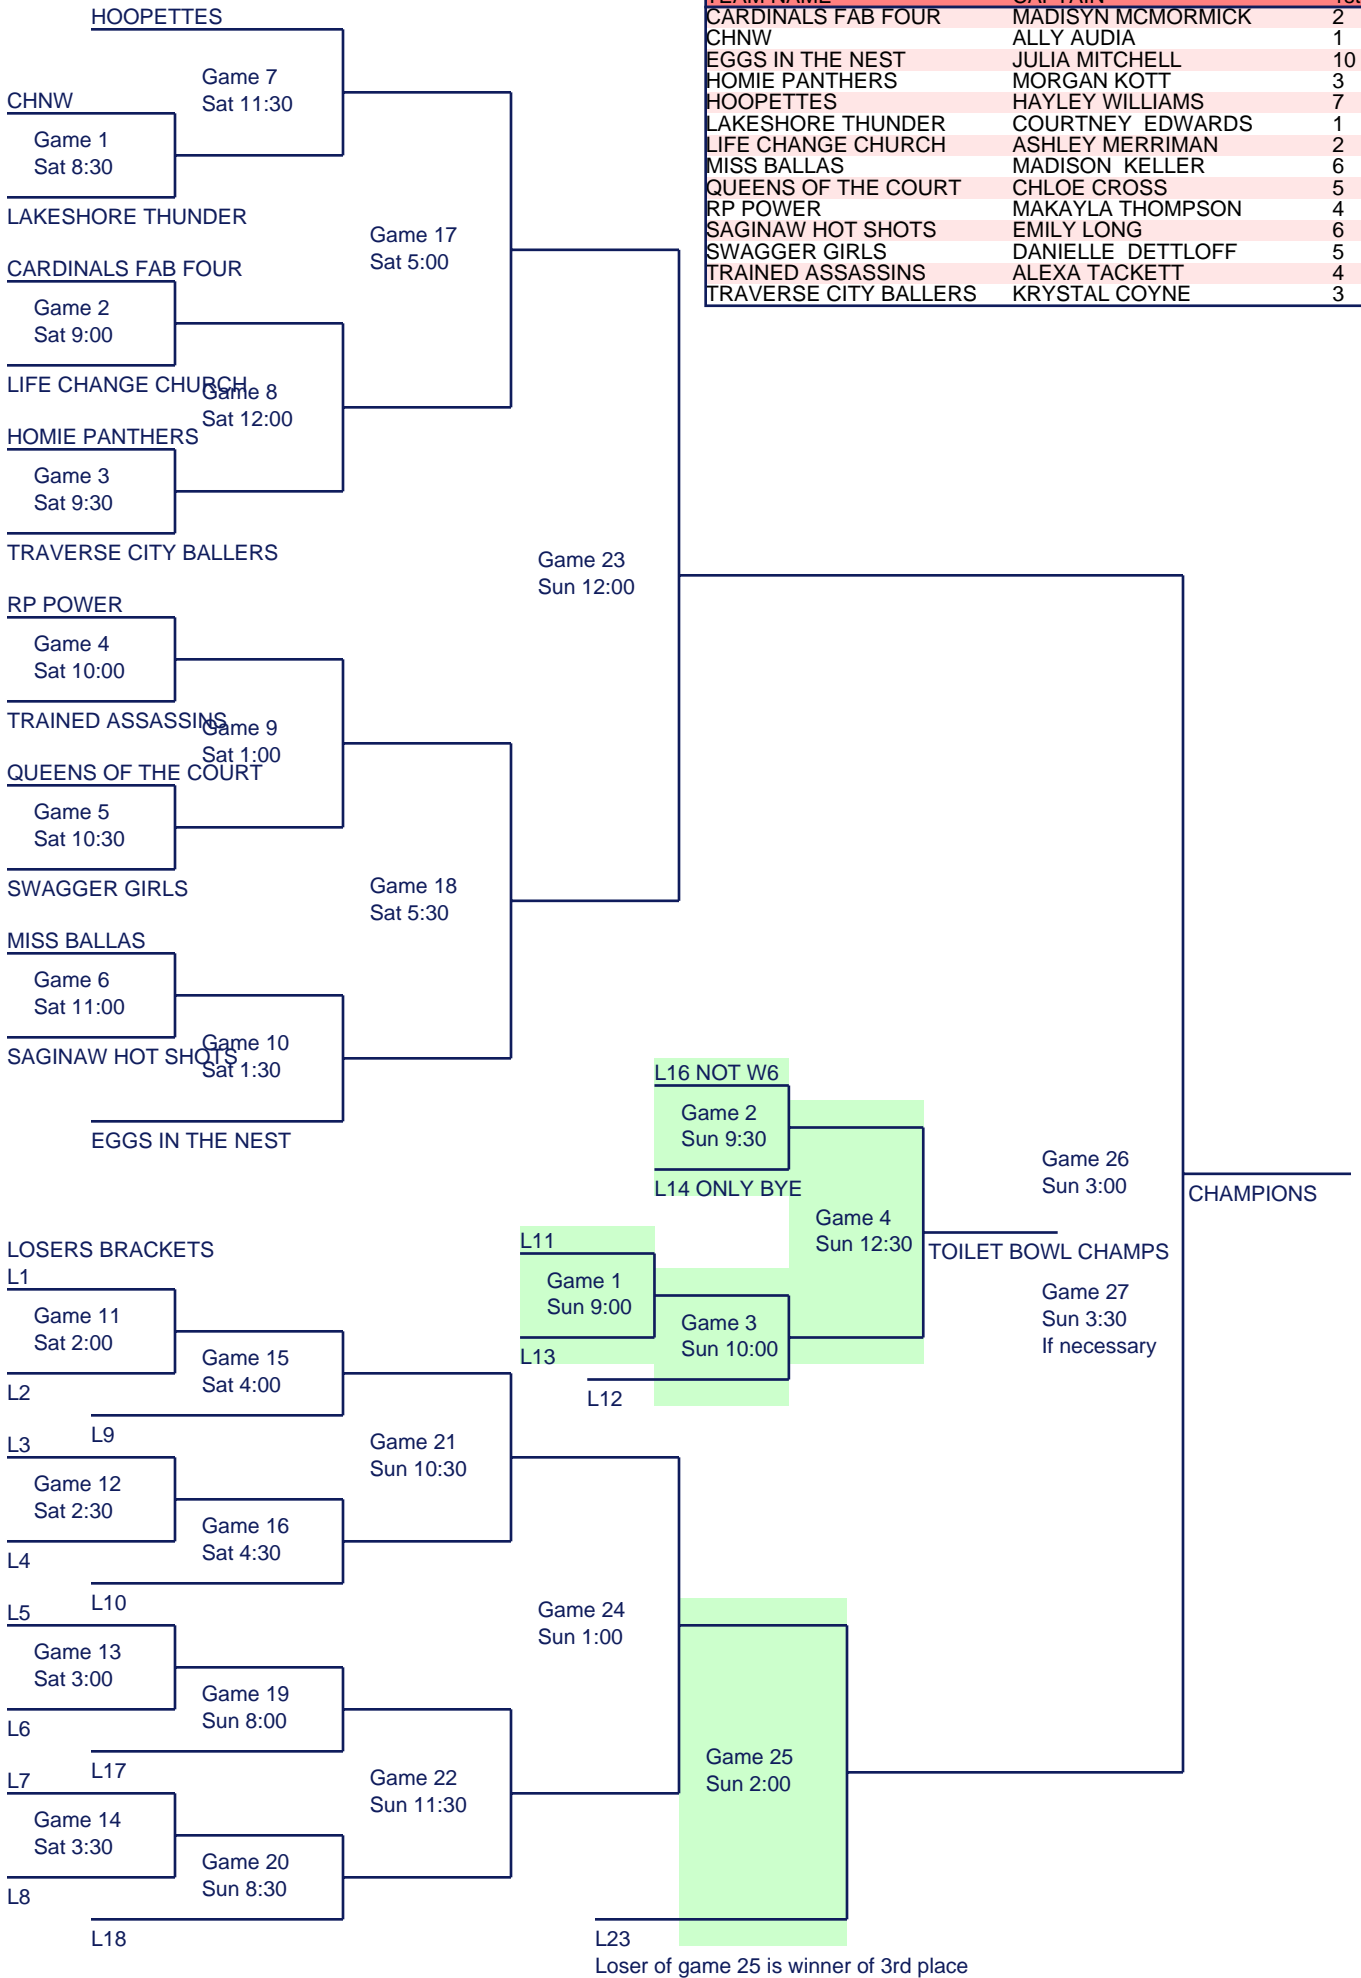 TEAM NAME CAPTAIN 1st
CARDINALS FAB FOUR MADISYN MCMORMICK 2
CHNW ALLY AUDIA 1
EGGS IN THE NEST JULIA MITCHELL 10
HOMIE PANTHERS MORGAN KOTT 3
HOOPETTES HAYLEY WILLIAMS 7
LAKESHORE THUNDER COURTNEY  EDWARDS 1
LIFE CHANGE CHURCH ASHLEY MERRIMAN 2
MISS BALLAS MADISON  KELLER 6
QUEENS OF THE COURT CHLOE CROSS 5
RP POWER MAKAYLA THOMPSON 4
SAGINAW HOT SHOTS EMILY LONG 6
SWAGGER GIRLS DANIELLE  DETTLOFF 5
TRAINED ASSASSINS ALEXA TACKETT 4
TRAVERSE CITY BALLERS KRYSTAL COYNE 3
HOOPETTES
Game 7
Sat 11:30
CHNW
Game 1
Sat 8:30
LAKESHORE THUNDER
Game 17
Sat 5:00
CARDINALS FAB FOUR
Game 2
Sat 9:00
LIFE CHANGE CHURCH
Game 8
Sat 12:00
HOMIE PANTHERS
Game 3
Sat 9:30
TRAVERSE CITY BALLERS
Game 23
Sun 12:00
RP POWER
Game 4
Sat 10:00
TRAINED ASSASSINS
Game 9
Sat 1:00
QUEENS OF THE COURT
Game 5
Sat 10:30
SWAGGER GIRLS
Game 18
Sat 5:30
MISS BALLAS
Game 6
Sat 11:00
SAGINAW HOT SHOTS
Game 10
Sat 1:30
EGGS IN THE NEST
L16 NOT W6
Game 2
Sun 9:30
L14 ONLY BYE
Game 26
Sun 3:00
CHAMPIONS
Game 4
Sun 12:30
TOILET BOWL CHAMPS
L11
Game 1
Sun 9:00
L13
Game 3
Sun 10:00
L12
Game 27
Sun 3:30
If necessary
LOSERS BRACKETS
L1
Game 11
Sat 2:00
L2
Game 15
Sat 4:00
L9
L3
Game 21
Sun 10:30
Game 12
Sat 2:30
L4
Game 16
Sat 4:30
L10
L5
Game 24
Sun 1:00
Game 13
Sat 3:00
L6
Game 19
Sun 8:00
L17
L7
Game 22
Sun 11:30
Game 25
Sun 2:00
Game 14
Sat 3:30
L8
Game 20
Sun 8:30
L18
L23
Loser of game 25 is winner of 3rd place